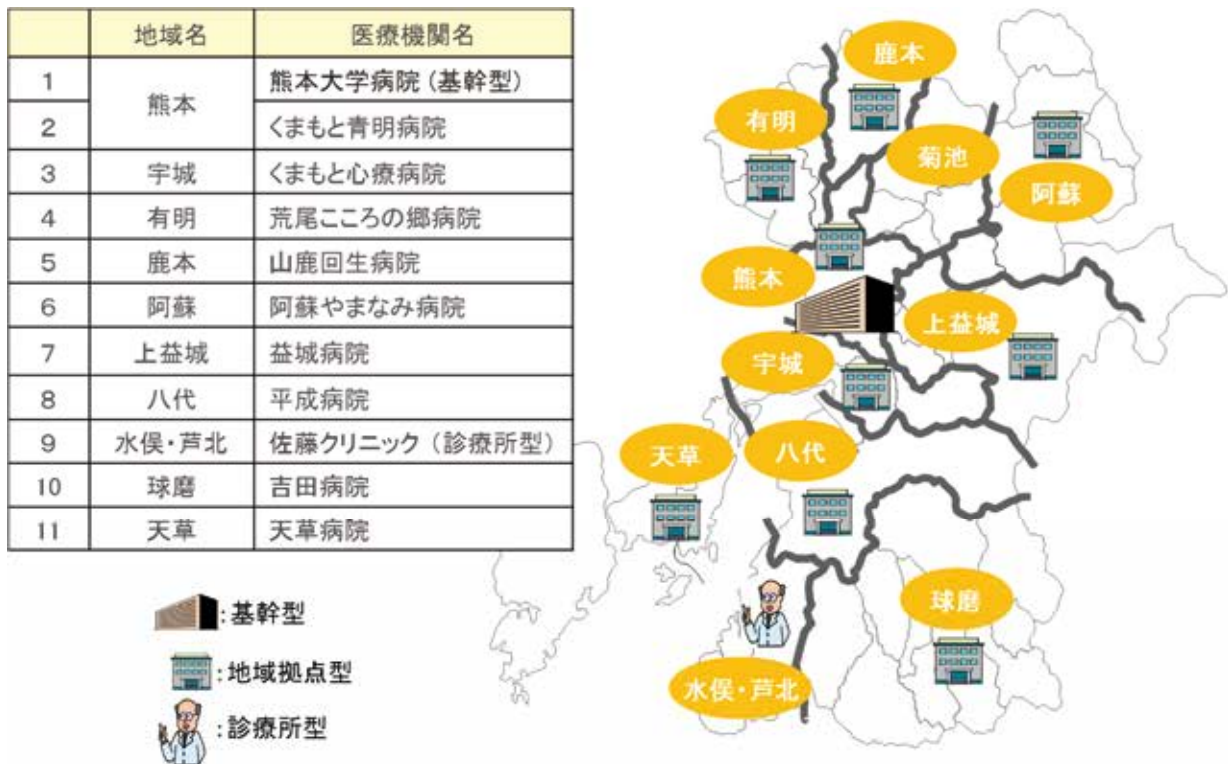 地域名 医療機関名
1 熊本 熊本大学病院(基幹型)
2 くまもと青明病院
3 宇城 くまもと心療病院
4 有明 荒尾こころの郷病院
5 鹿本 山鹿回生病院
6 阿蘇 阿蘇やまなみ病院
7 上益城 益城病院
8 八代 平成病院
9 水俣・芦北 佐藤クリニック(診療所型)
10 球磨 吉田病院
11 天草 天草病院
:基幹型
:地域拠点型
:診療所型
鹿本
有明
菊池
阿蘇
熊本
上益城
宇城
天草
八代
球磨
水俣・芦北